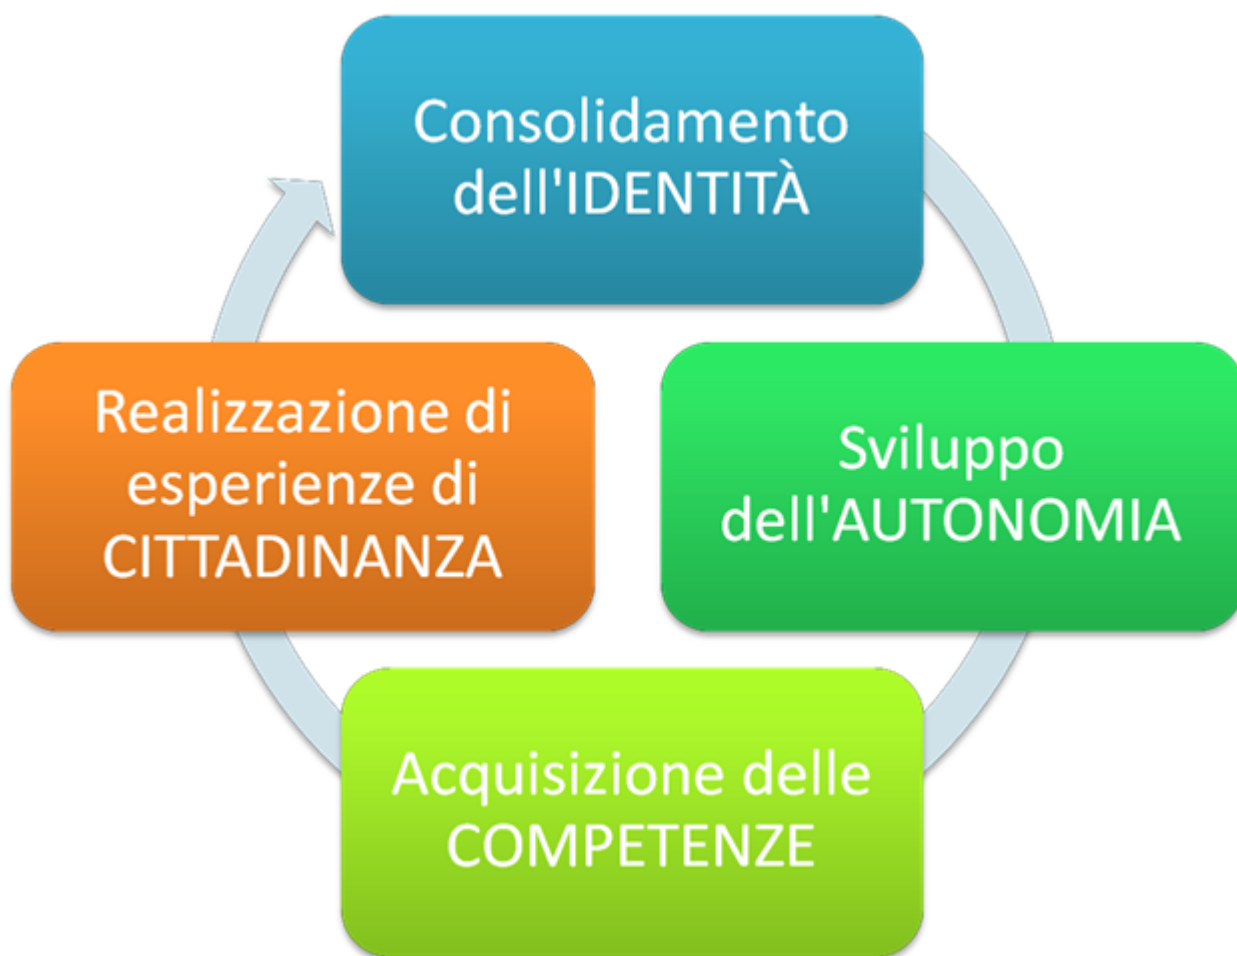 Consolidamento
dell'IDENTITÀ
Sviluppo
dell'AUTONOMIA
Acquisizione delle
COMPETENZE
Realizzazione di
esperienze di
CITTADINANZA